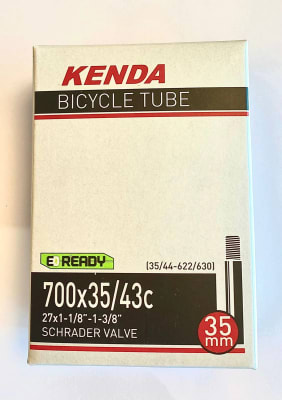 KENDA
BICYCLE TUBE
E READY
(35/44-622/630)
700x35/43c
27x1-1/8"-1-3/8"
SCHRADER VALVE
35
mm